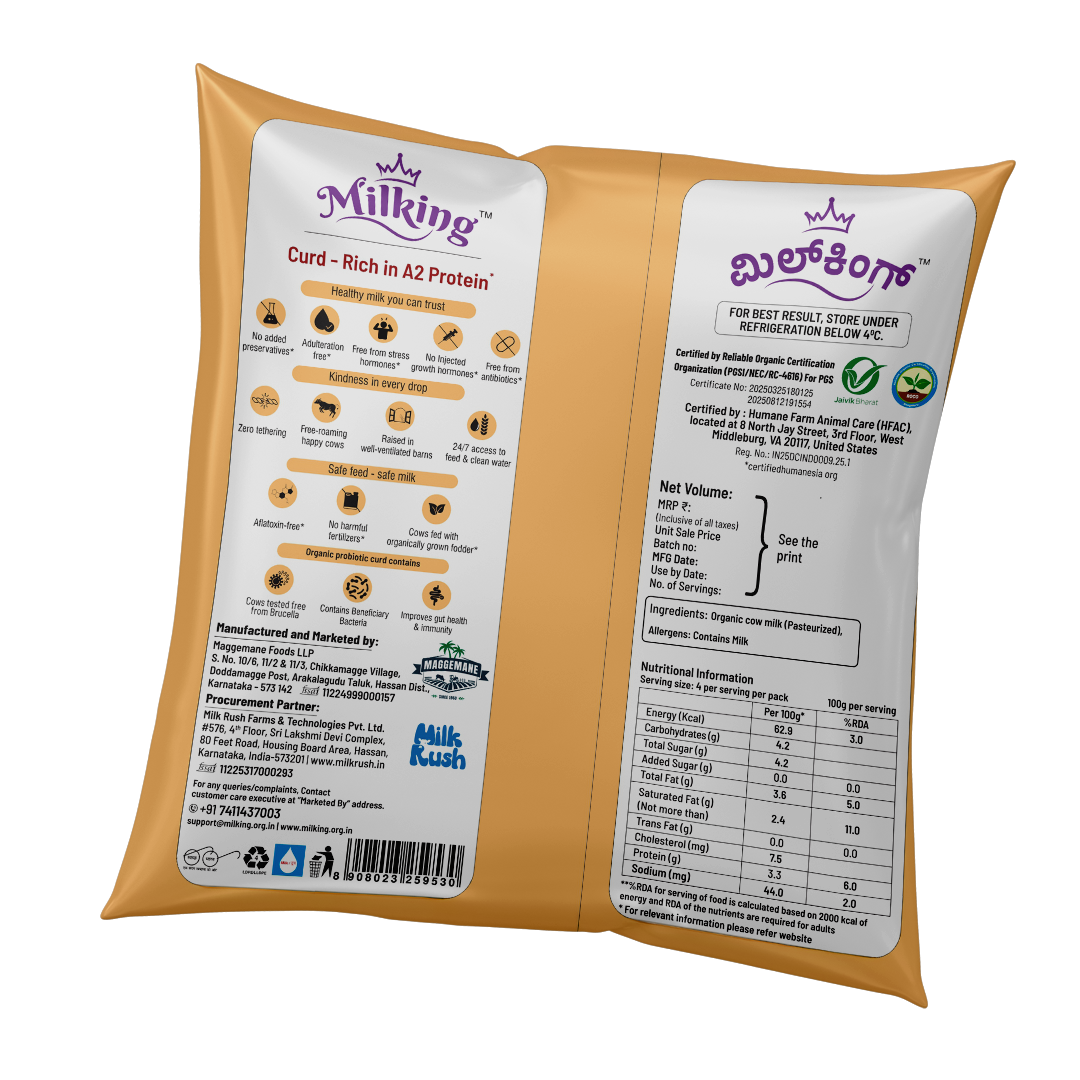 Milking™
Curd - Rich in A2 Protein*
Healthy milk you can trust
No added
preservatives*
Adulteration
free*
Free from stress
hormones*
No Injected
growth hormones*
Free from
antibiotics*
Kindness in every drop
Zero tethering
Free-roaming
happy cows
Raised in
well-ventilated barns
24/7 access to
feed & clean water
Safe feed - safe milk
Aflatoxin-free*
No harmful
fertilizers*
Cows fed with
organically grown fodder*
Organic probiotic curd contains
Cows tested free
from Brucella
Contains Beneficiary
Bacteria
Improves gut health
& immunity
Manufactured and Marketed by:
Maggemane Foods LLP
S. No. 10/6, 11/2 & 11/3, Chikkamagge Village,
Doddamagge Post, Arakalagudu Taluk, Hassan Dist.,
Karnataka - 573 142 fssai 11224999000157
MAGGEMANE
SINCE 1950
Procurement Partner:
Milk Rush Farms & Technologies Pvt. Ltd.
#576, 4th Floor, Sri Lakshmi Devi Complex,
80 Feet Road, Housing Board Area, Hassan,
Karnataka, India-573201 | www.milkrush.in
fssai 11225317000293
Milk
Rush
For any queries/complaints, Contact
customer care executive at "Marketed By" address.
+91 7411437003
support@milking.org.in | www.milking.org.in
4
8 908023 259530
ಮಿಲ್ಕಿಂಗ್™
FOR BEST RESULT, STORE UNDER
REFRIGERATION BELOW 4ºC.
Certified by Reliable Organic Certification
Organization (PGSI/NEC/RC-4616) For PGS
Certificate No: 20250325180125
20250812191554
Jaivik Bharat
ROCO
Certified by : Humane Farm Animal Care (HFAC),
located at 8 North Jay Street, 3rd Floor, West
Middleburg, VA 20117, United States
Reg. No.: IN25OCIND0009.25.1
*certifiedhumanesia org
Net Volume:
MRP ₹:
(Inclusive of all taxes)
Unit Sale Price
Batch no:
MFG Date:
Use by Date:
No. of Servings:
See the
print
Ingredients: Organic cow milk (Pasteurized),
Allergens: Contains Milk
Nutritional Information
Serving size: 4 per serving per pack 100g per serving
Per 100g* %RDA
Energy (Kcal) 62.9 3.0
Carbohydrates (g) 4.2
Total Sugar (g) 4.2
Added Sugar (g) 0.0 0.0
Total Fat (g) 3.6 5.0
Saturated Fat (g)
(Not more than) 2.4 11.0
Trans Fat (g) 0.0 0.0
Cholesterol (mg) 7.5
Protein (g) 3.3 6.0
Sodium (mg) 44.0 2.0
**%RDA for serving of food is calculated based on 2000 kcal of
energy and RDA of the nutrients are required for adults
* For relevant information please refer website